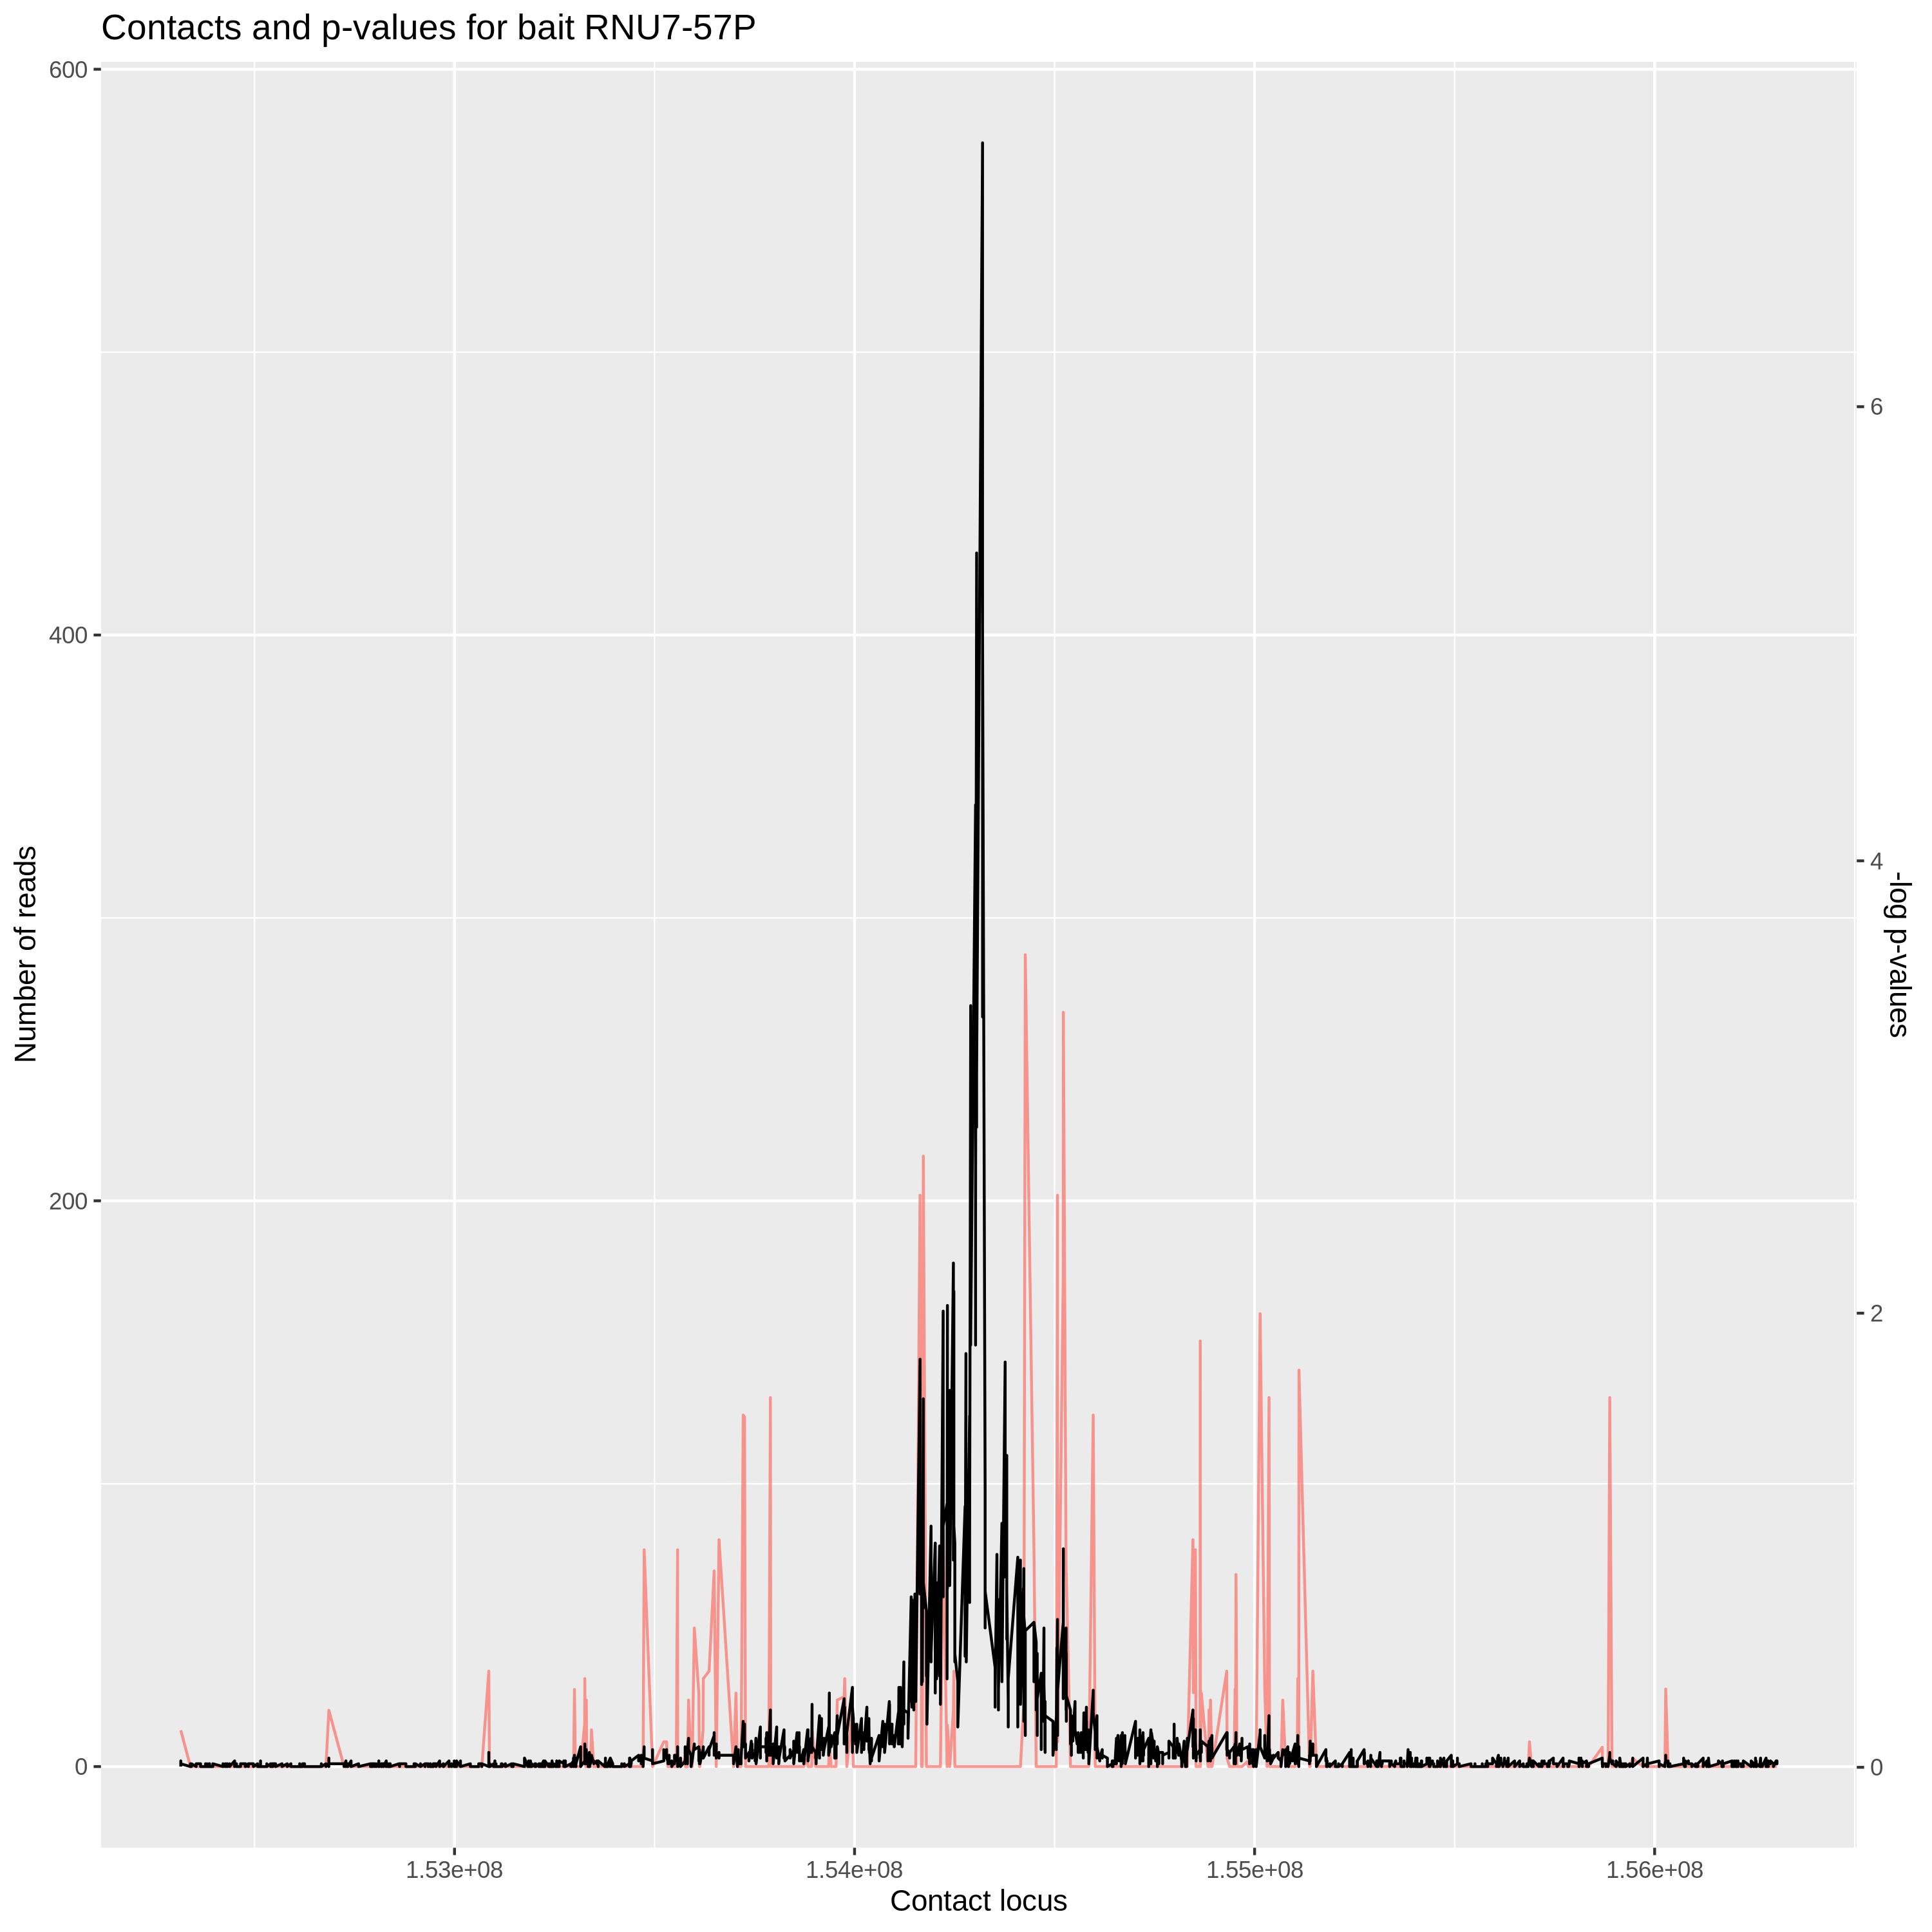 Contacts and p-values for bait RNU7-57P
600
400
200
0
Number of reads
6
4
2
0
-log p-values
1.53e+08
1.54e+08
1.55e+08
1.56e+08
Contact locus